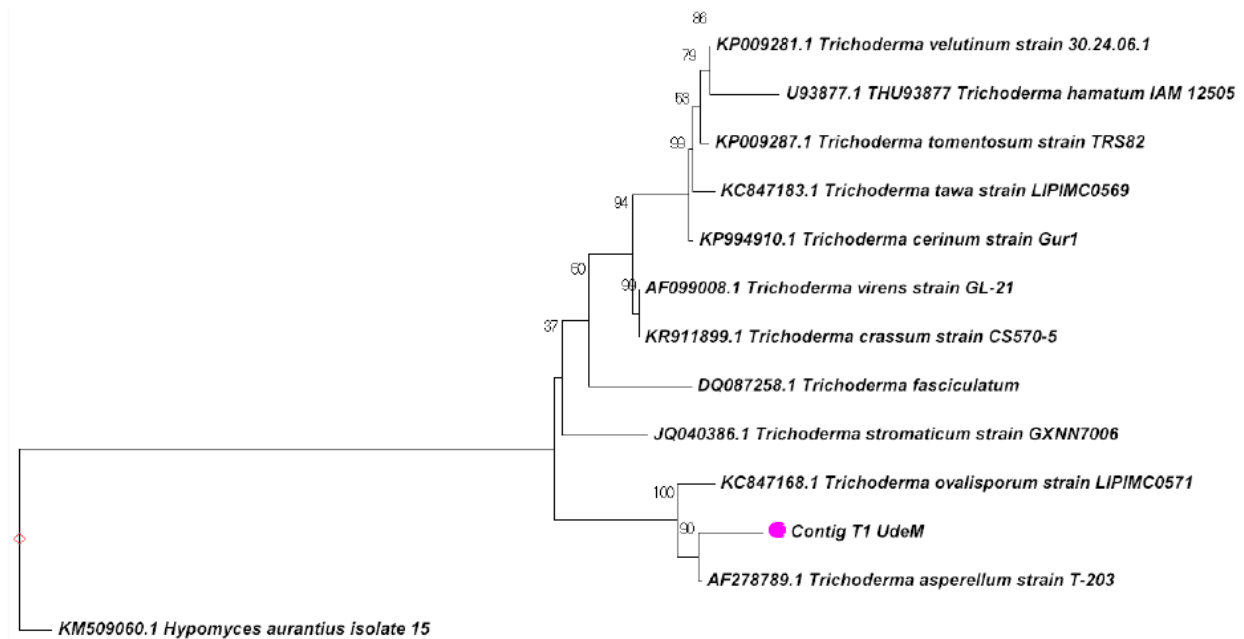 86
KP009281.1 Trichoderma velutinum strain 30.24.06.1
79
U93877.1 THU93877 Trichoderma hamatum IAM 12505
53
KP009287.1 Trichoderma tomentosum strain TRS82
99
KC847183.1 Trichoderma tawa strain LIPIMC0569
94
KP994910.1 Trichoderma cerinum strain Gur1
60
99
AF099008.1 Trichoderma virens strain GL-21
37
KR911899.1 Trichoderma crassum strain CS570-5
DQ087258.1 Trichoderma fasciculatum
JQ040386.1 Trichoderma stromaticum strain GXNN7006
KC847168.1 Trichoderma ovalisporum strain LIPIMC0571
100
90
Contig T1 UdeM
AF278789.1 Trichoderma asperellum strain T-203
KM509060.1 Hypomyces aurantius isolate 15